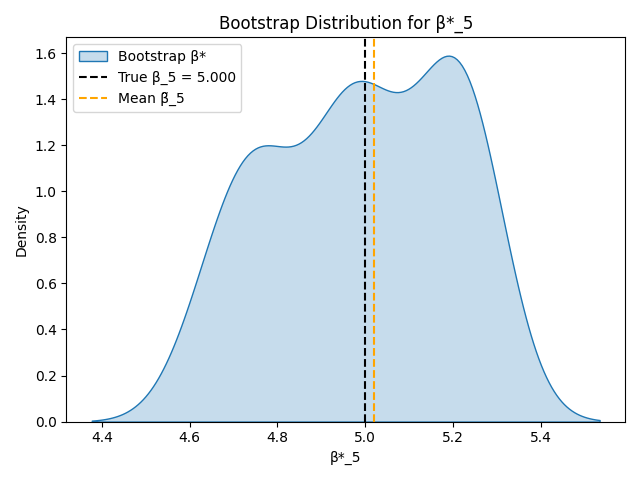 Bootstrap Distribution for β*_5
Bootstrap β*
True β_5 = 5.000
Mean β_5
Density
1.6
1.4
1.2
1.0
0.8
0.6
0.4
0.2
0.0
4.4 4.6 4.8 5.0 5.2 5.4
β*_5